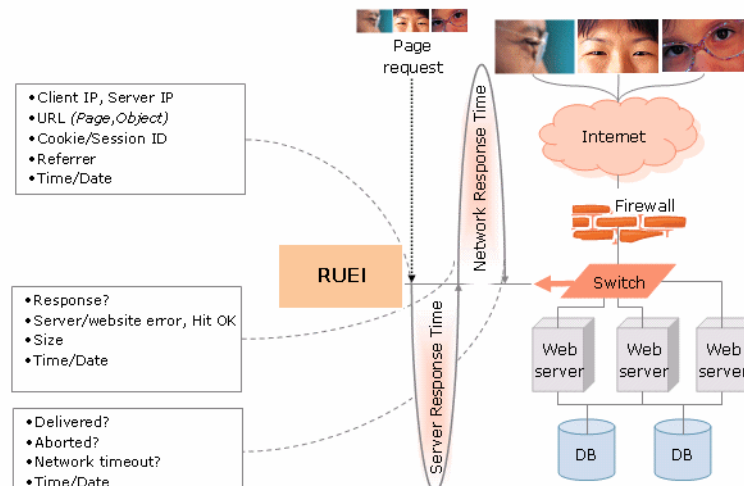 Page
request
• Client IP, Server IP
• URL (Page,Object)
• Cookie/Session ID
• Referrer
• Time/Date
Network Response Time
Internet
Firewall
RUEI
Switch
• Response?
• Server/website error, Hit OK
• Size
• Time/Date
Server Response Time
Web
server
Web
server
Web
server
• Delivered?
• Aborted?
• Network timeout?
• Time/Date
DB
DB